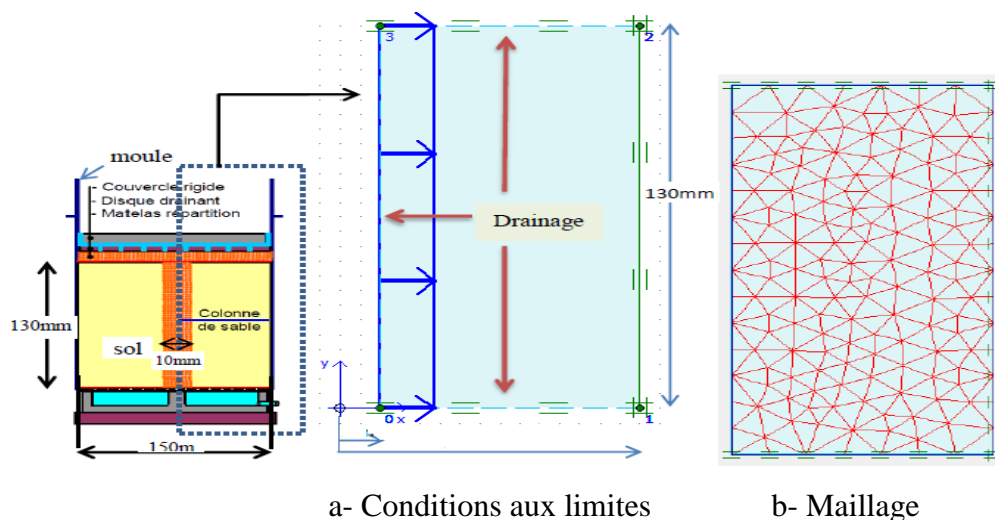 moule
- Couvercle rigide
- Disque drainant
- Matelas répartition
130mm
Colonne
de sable
sol
10mm
150m
3
2
y
Drainage
130mm
0
x
1
a- Conditions aux limites
b- Maillage